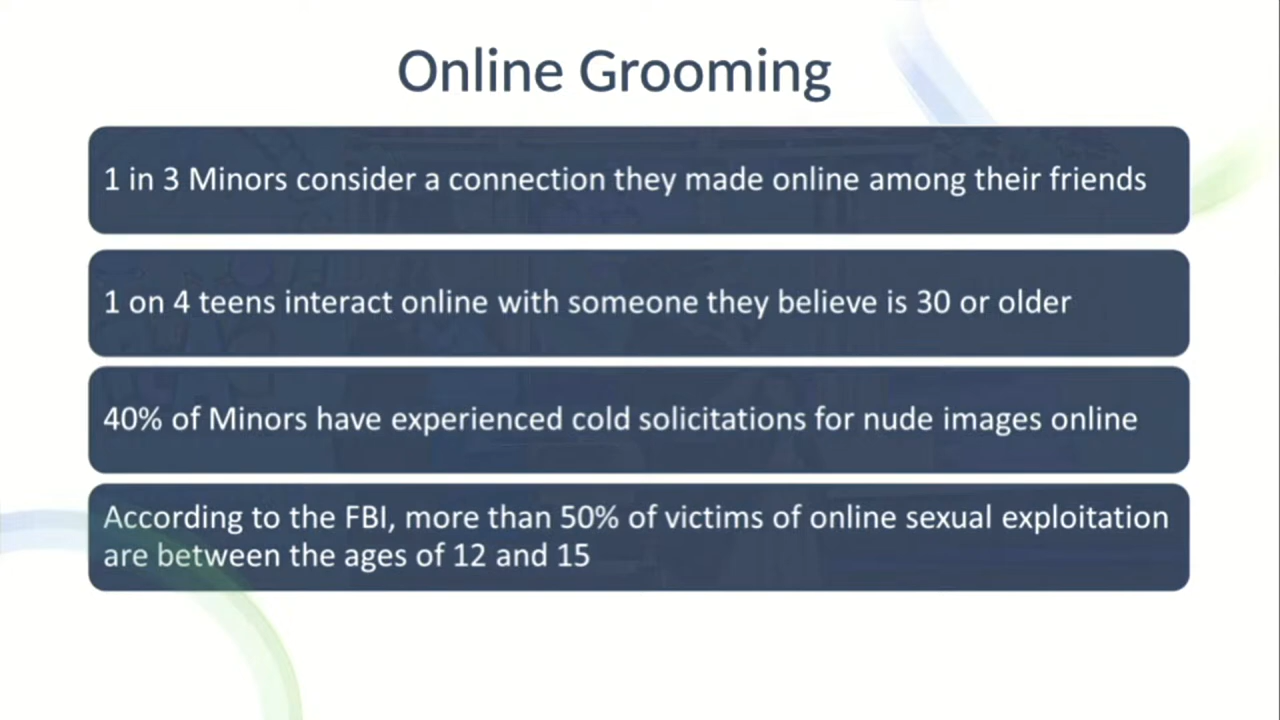 Online Grooming
1 in 3 Minors consider a connection they made online among their friends
1 on 4 teens interact online with someone they believe is 30 or older
40% of Minors have experienced cold solicitations for nude images online
According to the FBI, more than 50% of victims of online sexual exploitation
are between the ages of 12 and 15